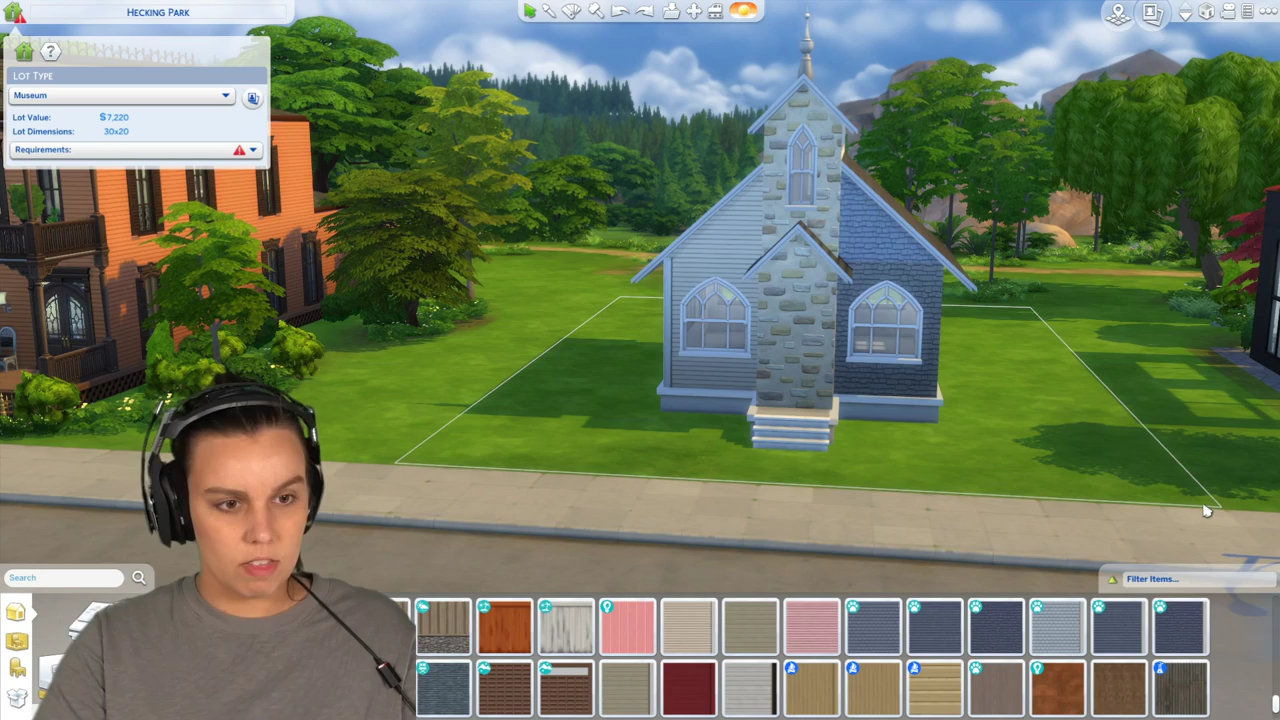 Hecking Park
?
Lot Type
Museum
Lot Value: §7,220
Lot Dimensions: 30x20
Requirements:
Search
Filter Items...